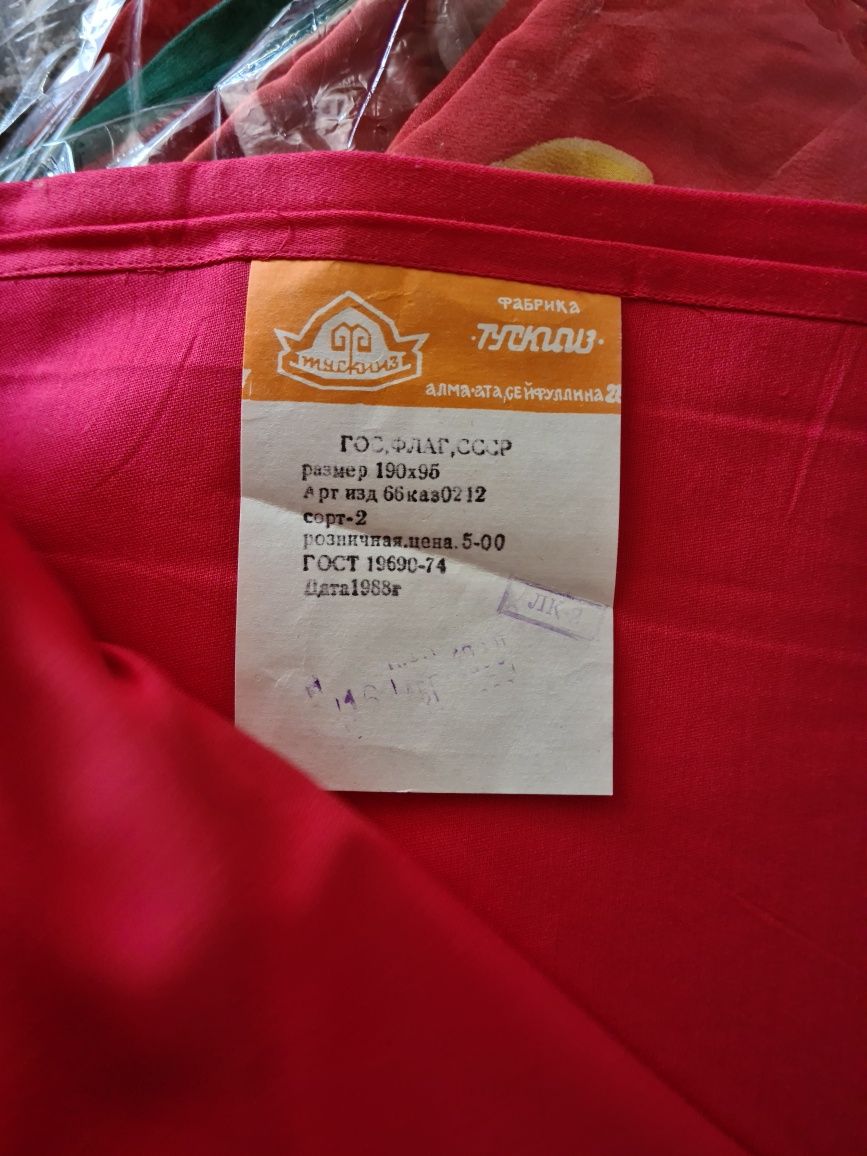 тускииз
ФАБРИКА
·ТУСКИИЗ·
АЛМА-АТА, СЕЙФУЛЛИНА
ГОС,ФЛАГ,СССР
размер 190х95
Арт изд 66каз0212
сорт-2
розничная.цена.5-00
ГОСТ 19690-74
Дата1988г
ЛК-